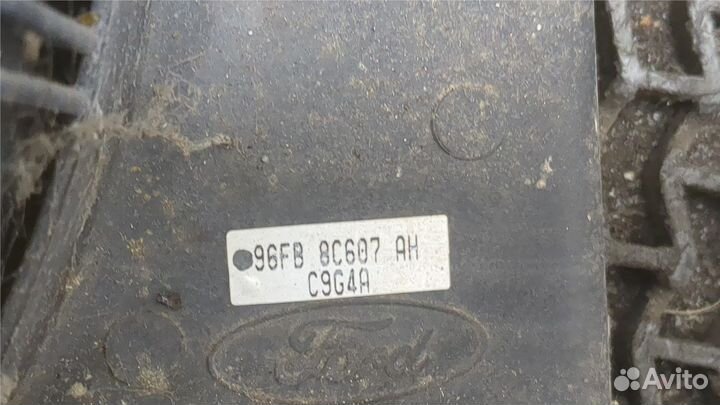 96FB 8C607 AH
C9G4A
Ford
Avito